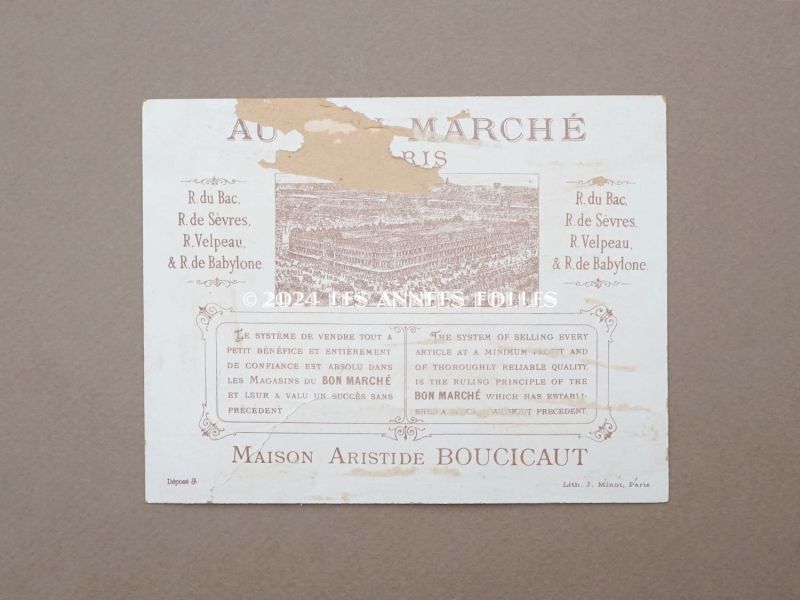 AU MARCHÉ
RIS
R. du Bac,
R. de Sèvres,
R. Velpeau,
& R. de Babylone
R. du Bac,
R. de Sèvres,
R. Velpeau,
& R. de Babylone.
© 2024 LES ANNEES FOLLES
LE SYSTÈME DE VENDRE TOUT A
PETIT BÉNÉFICE ET ENTIÈREMENT
DE CONFIANCE EST ABSOLU DANS
LES MAGASINS DU BON MARCHÉ
ET LEUR A VALU UN SUCCÈS SANS
PRÉCÉDENT
THE SYSTEM OF SELLING EVERY
ARTICLE AT A MINIMUM PROFIT AND
OF THOROUGHLY RELIABLE QUALITY
IS THE RULING PRINCIPLE OF THE
BON MARCHÉ WHICH HAS ESTABLI-
SHED A WITHOUT PRECEDENT.
MAISON ARISTIDE BOUCICAUT
Déposé
Lith. J. Minot, Paris